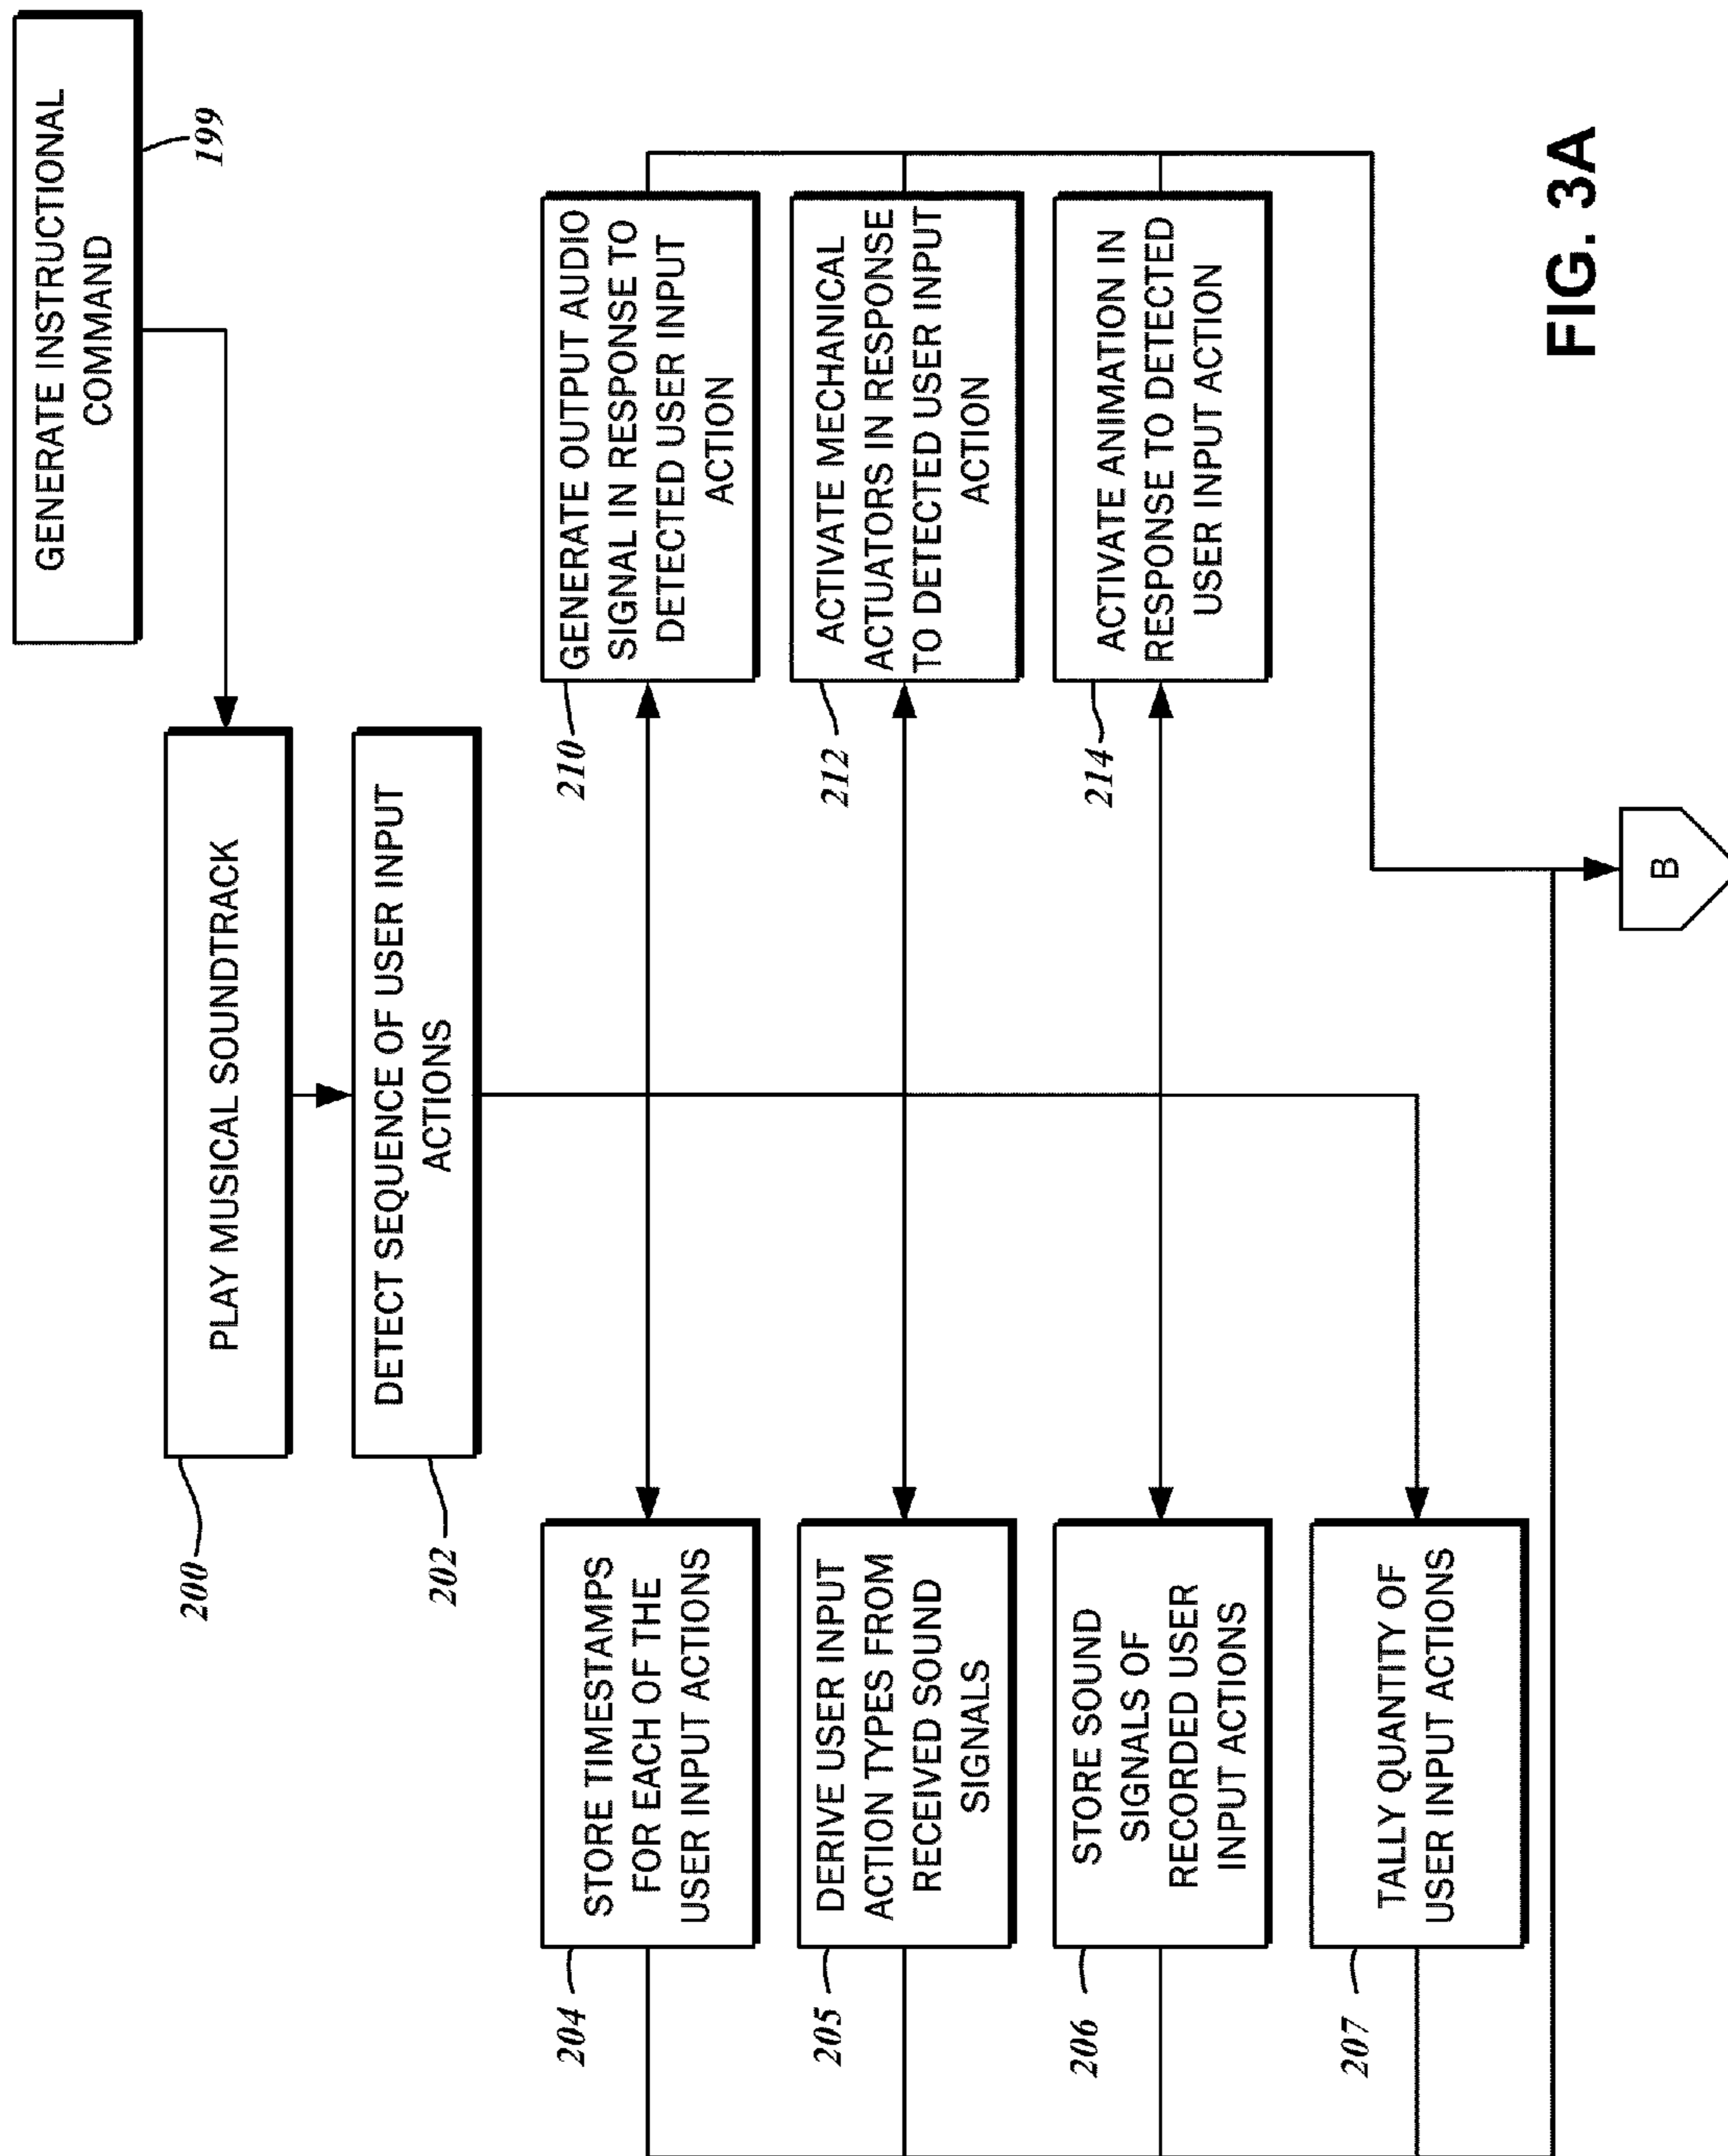 GENERATE INSTRUCTIONAL
COMMAND
199
PLAY MUSICAL SOUNDTRACK
200
DETECT SEQUENCE OF USER INPUT
ACTIONS
202
STORE TIMESTAMPS
FOR EACH OF THE
USER INPUT ACTIONS
204
GENERATE OUTPUT AUDIO
SIGNAL IN RESPONSE TO
DETECTED USER INPUT
ACTION
210
DERIVE USER INPUT
ACTION TYPES FROM
RECEIVED SOUND
SIGNALS
205
ACTIVATE MECHANICAL
ACTUATORS IN RESPONSE
TO DETECTED USER INPUT
ACTION
212
STORE SOUND
SIGNALS OF
RECORDED USER
INPUT ACTIONS
206
ACTIVATE ANIMATION IN
RESPONSE TO DETECTED
USER INPUT ACTION
214
TALLY QUANTITY OF
USER INPUT ACTIONS
207
B
FIG. 3A